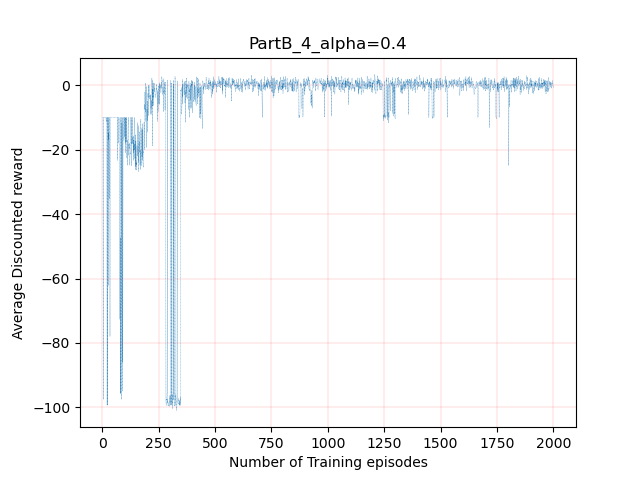 PartB_4_alpha=0.4
Average Discounted reward
0
−20
−40
−60
−80
−100
0 250 500 750 1000 1250 1500 1750 2000
Number of Training episodes